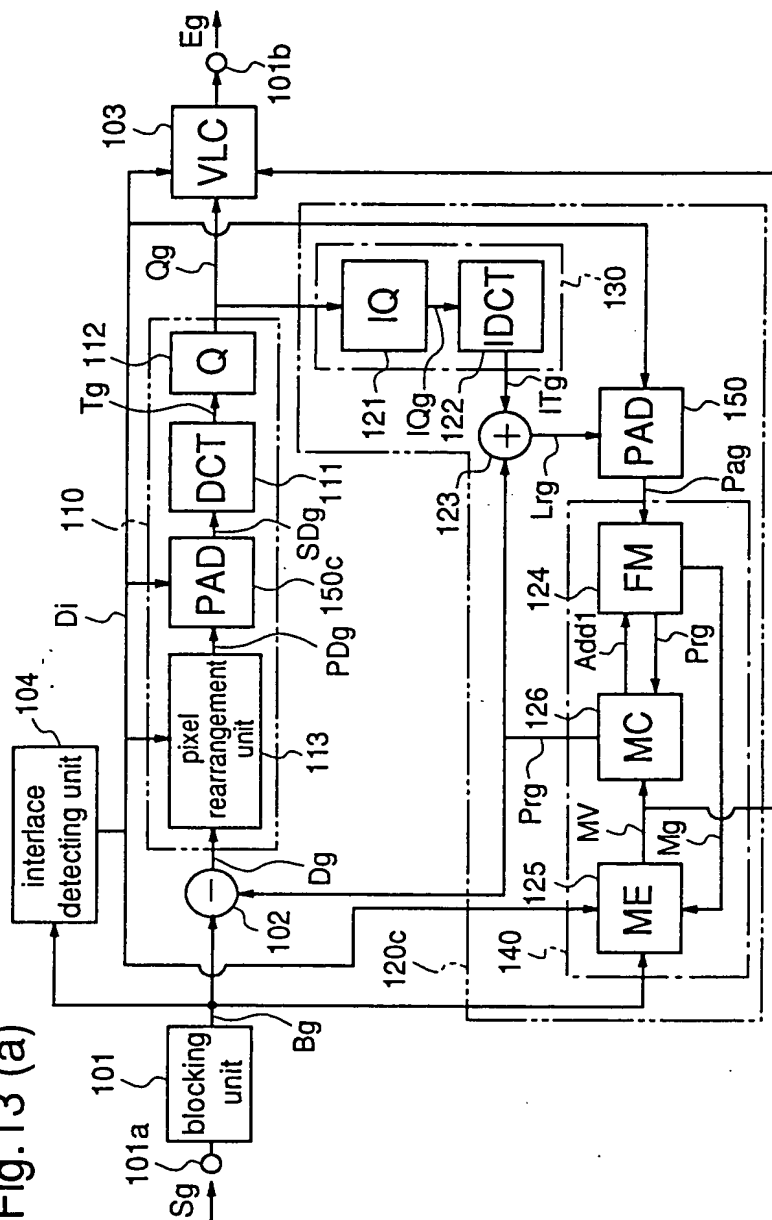 Fig.13 (a)
Sg
101a
101
blocking
unit
Bg
104
interlace
detecting unit
Di
102
Dg
110
pixel
rearrangement
unit
113
PDg
PAD
150c
SDg
DCT
111
Tg
112
Q
Qg
103
VLC
Eg
101b
120c
130
IQ
121
IQg
IDCT
122
ITg
123
Lrg
PAD
150
Pag
140
FM
124
Add1
Prg
126
MC
Prg
MV
Mg
125
ME